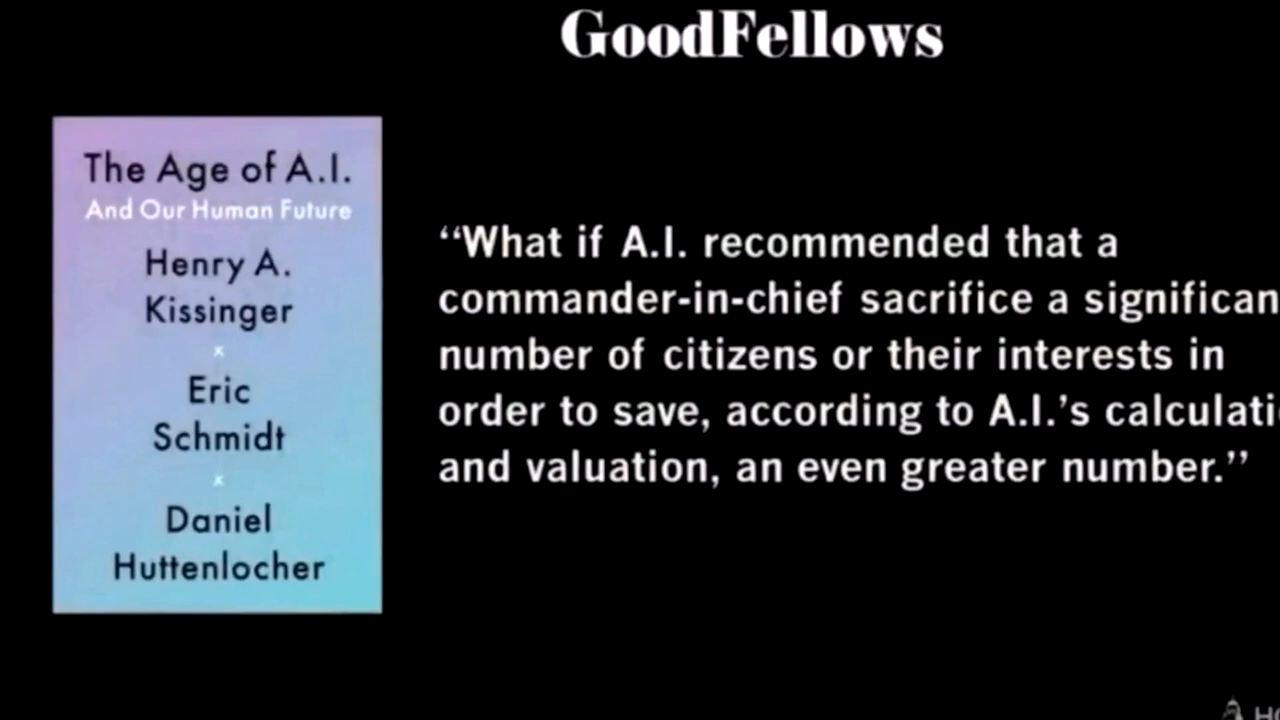 GoodFellows
The Age of A.I.
And Our Human Future
Henry A.
Kissinger
x
Eric
Schmidt
x
Daniel
Huttenlocher
“What if A.I. recommended that a
commander-in-chief sacrifice a significan
number of citizens or their interests in
order to save, according to A.I.’s calculati
and valuation, an even greater number.”